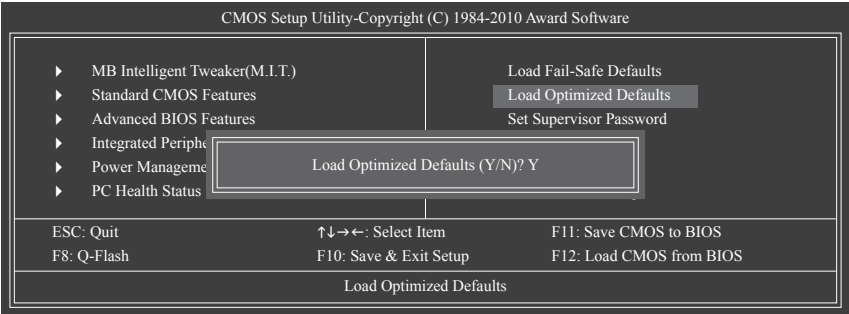 CMOS Setup Utility-Copyright (C) 1984-2010 Award Software
MB Intelligent Tweaker(M.I.T.)
Standard CMOS Features
Advanced BIOS Features
Integrated Periphe
Power Manageme
PC Health Status
Load Fail-Safe Defaults
Load Optimized Defaults
Set Supervisor Password
Load Optimized Defaults (Y/N)? Y
ESC: Quit
↑↓→←: Select Item
F11: Save CMOS to BIOS
F8: Q-Flash
F10: Save & Exit Setup
F12: Load CMOS from BIOS
Load Optimized Defaults